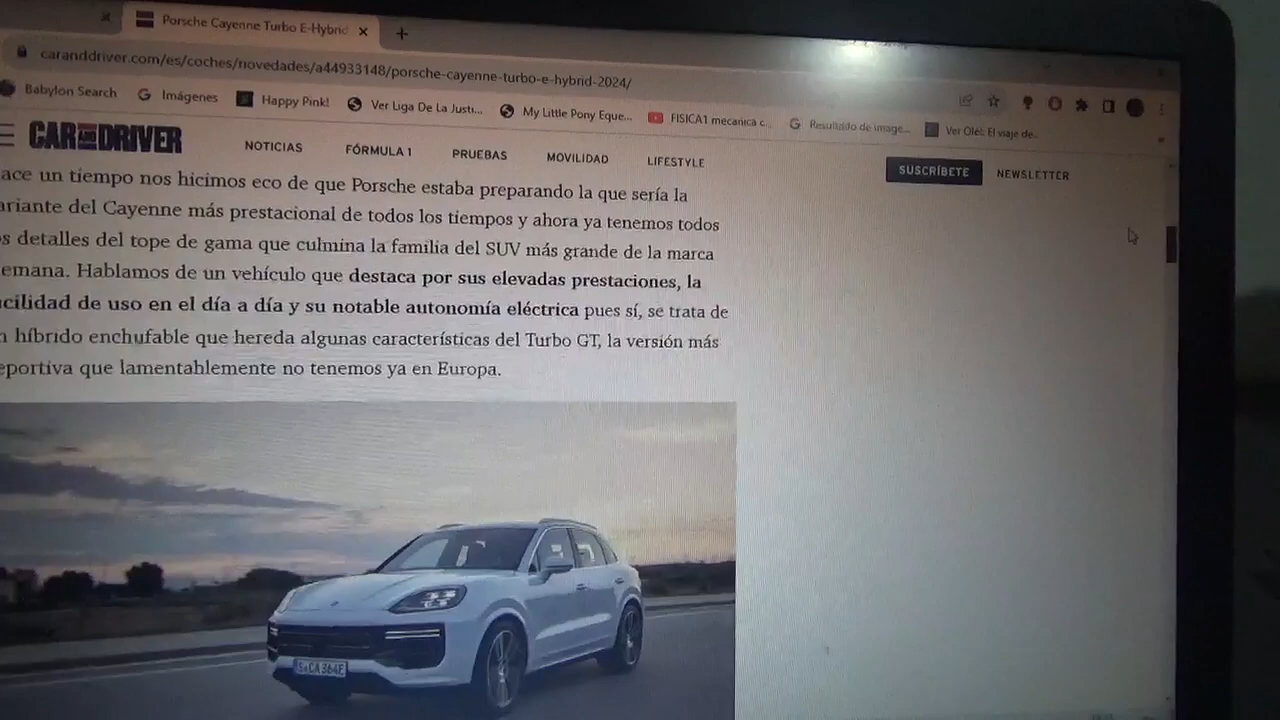 Porsche Cayenne Turbo E-Hybrid
caranddriver.com/es/coches/novedades/a44933148/porsche-cayenne-turbo-e-hybrid-2024/
Babylon Search Imágenes Happy Pink! Ver Liga De La Justi... My Little Pony Eque... FISICA1 mecanica c... Resultado de image... Ver Olé!: El viaje de...
CAR AND DRIVER NOTICIAS FÓRMULA 1 PRUEBAS MOVILIDAD LIFESTYLE SUSCRÍBETE NEWSLETTER
ace un tiempo nos hicimos eco de que Porsche estaba preparando la que sería la
ariante del Cayenne más prestacional de todos los tiempos y ahora ya tenemos todos
s detalles del tope de gama que culmina la familia del SUV más grande de la marca
emana. Hablamos de un vehículo que destaca por sus elevadas prestaciones, la
cilidad de uso en el día a día y su notable autonomía eléctrica pues sí, se trata de
n híbrido enchufable que hereda algunas características del Turbo GT, la versión más
eportiva que lamentablemente no tenemos ya en Europa.
S CA 364E